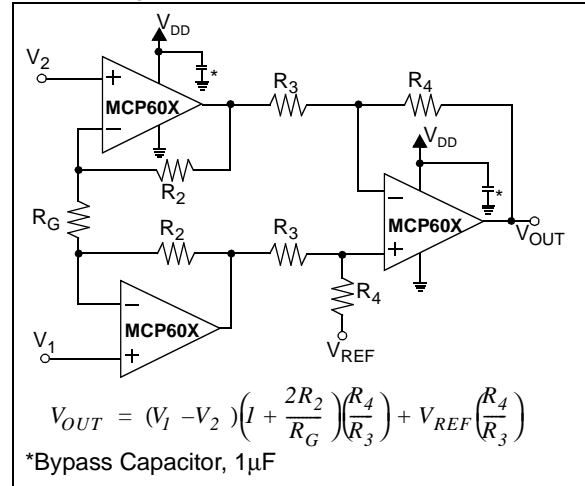 V_DD
V_2
*
+
MCP60X
−
R_3
R_4
R_2
V_DD
*
R_G
−
MCP60X
+
V_OUT
R_2
R_3
R_4
−
MCP60X
+
V_1
V_REF
V_OUT = (V_1 – V_2)(1 + 2R_2/R_G)(R_4/R_3) + V_REF(R_4/R_3)
*Bypass Capacitor, 1μF